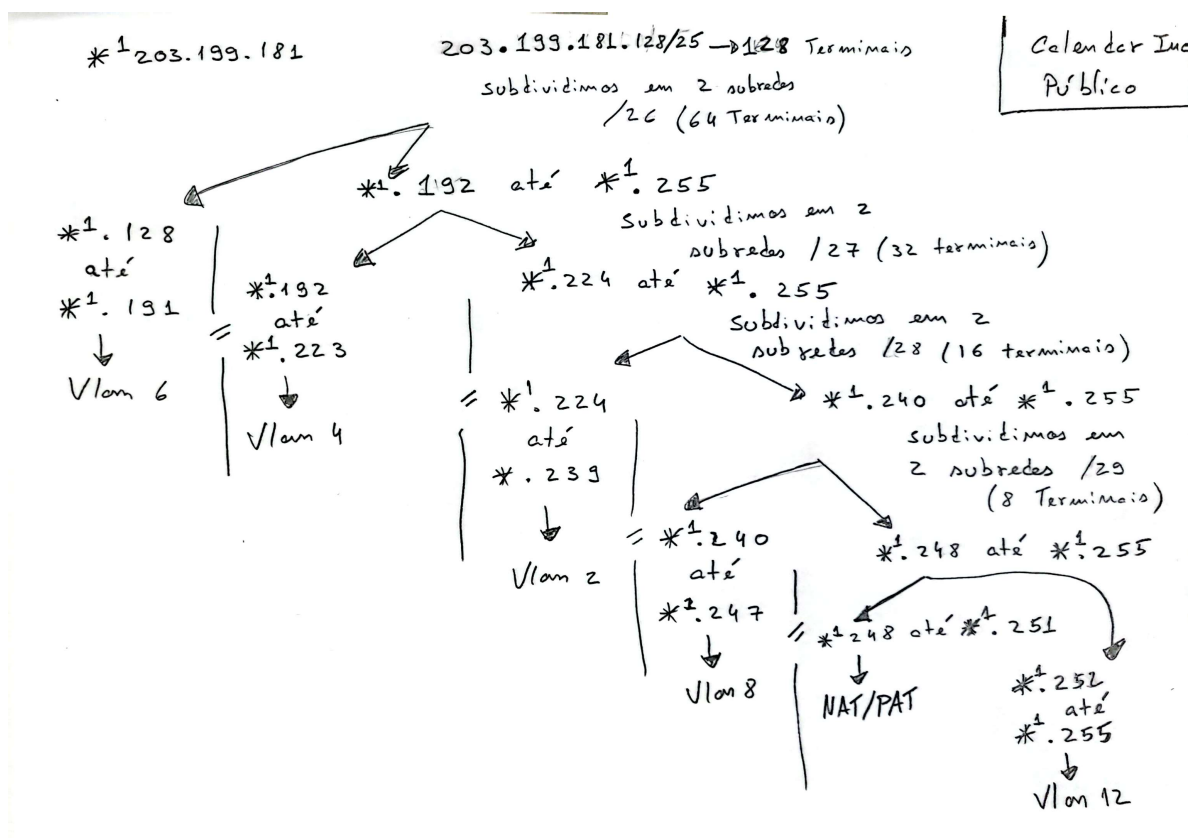 *¹ 203.199.181
203.199.181.128/25 → 128 Terminais
subdividimos em 2 subredes
/26 (64 Terminais)
Público
*¹. 192 até *¹. 255
subdividimos em 2
subredes /27 (32 terminais)
*¹. 128
até
*¹. 191
Vlan 6
*¹.192
até
*¹.223
Vlan 4
*¹.224 até *¹. 255
Subdividimos em 2
subredes /28 (16 terminais)
*¹. 224
até
*. 239
Vlan 2
*¹.240 até *¹. 255
subdividimos em
2 subredes /29
(8 Terminais)
*¹.240
até
*¹.247
Vlan 8
*¹.248 até *¹.255
*¹248 até *¹. 251
NAT/PAT
*¹.252
até
*¹.255
Vlan 12